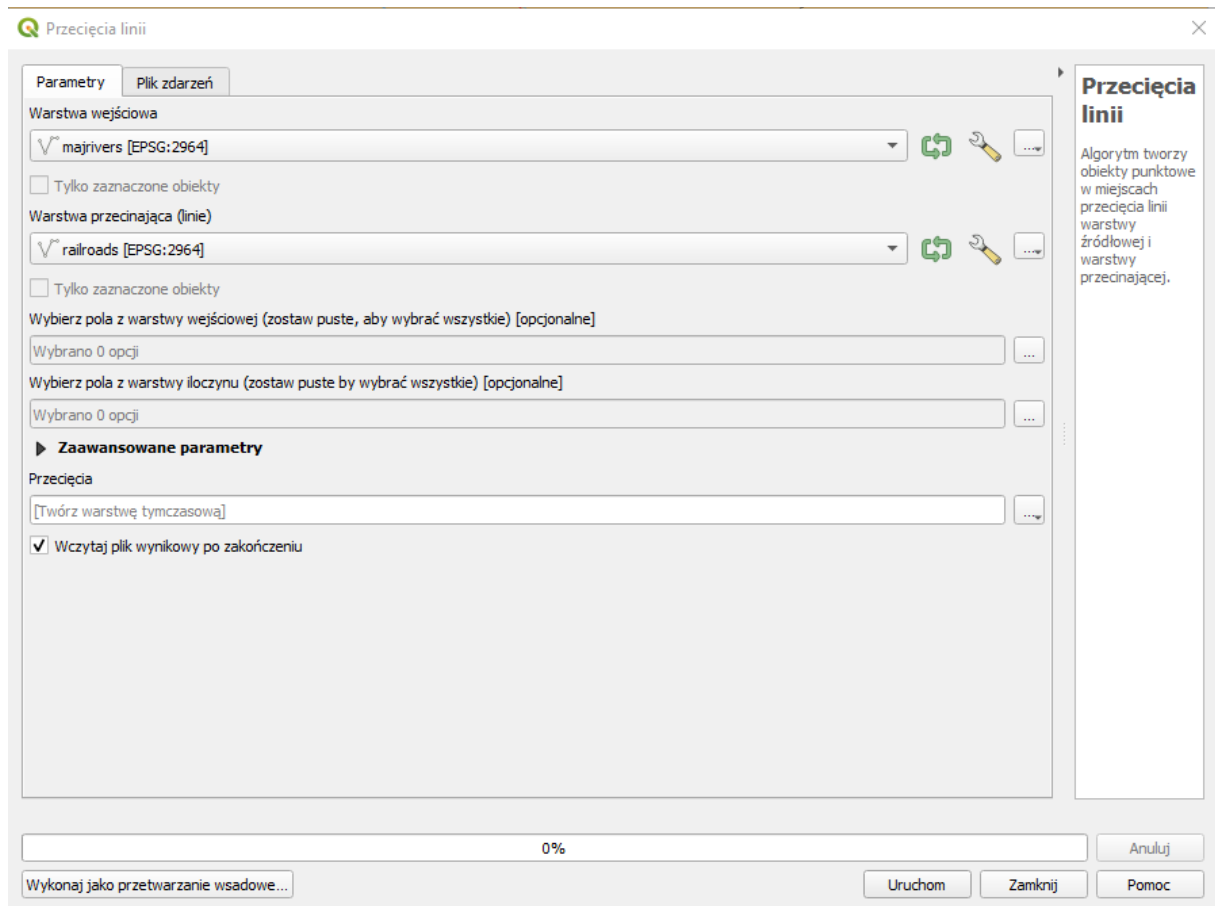 Przecięcia linii
Parametry
Plik zdarzeń
Warstwa wejściowa
majrivers [EPSG:2964]
...
Tylko zaznaczone obiekty
Warstwa przecinająca (linie)
railroads [EPSG:2964]
...
Tylko zaznaczone obiekty
Wybierz pola z warstwy wejściowej (zostaw puste, aby wybrać wszystkie) [opcjonalne]
Wybrano 0 opcji
...
Wybierz pola z warstwy iloczynu (zostaw puste by wybrać wszystkie) [opcjonalne]
Wybrano 0 opcji
...
Zaawansowane parametry
Przecięcia
[Twórz warstwę tymczasową]
...
Wczytaj plik wynikowy po zakończeniu
Przecięcia
linii
Algorytm tworzy
obiekty punktowe
w miejscach
przecięcia linii
warstwy
źródłowej i
warstwy
przecinającej.
0%
Anuluj
Wykonaj jako przetwarzanie wsadowe...
Uruchom
Zamknij
Pomoc